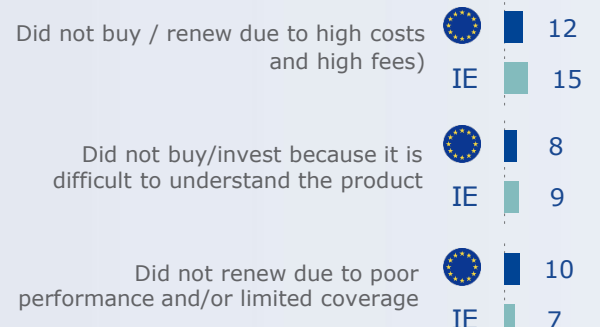 Did not buy / renew due to high costs
and high fees)
12
IE 15
Did not buy/invest because it is
difficult to understand the product
8
IE 9
Did not renew due to poor
performance and/or limited coverage
10
IE 7